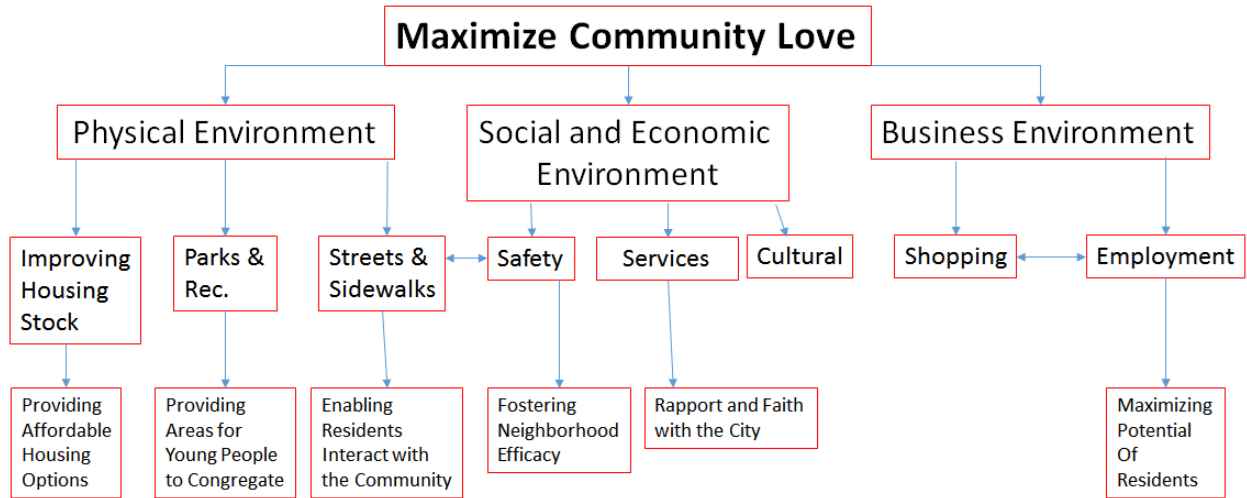 Maximize Community Love
Physical Environment
Social and Economic
Environment
Business Environment
Improving
Housing
Stock
Parks &
Rec.
Streets &
Sidewalks
Safety
Services
Cultural
Shopping
Employment
Providing
Affordable
Housing
Options
Providing
Areas for
Young People
to Congregate
Enabling
Residents
Interact with
the Community
Fostering
Neighborhood
Efficacy
Rapport and Faith
with the City
Maximizing
Potential
Of
Residents